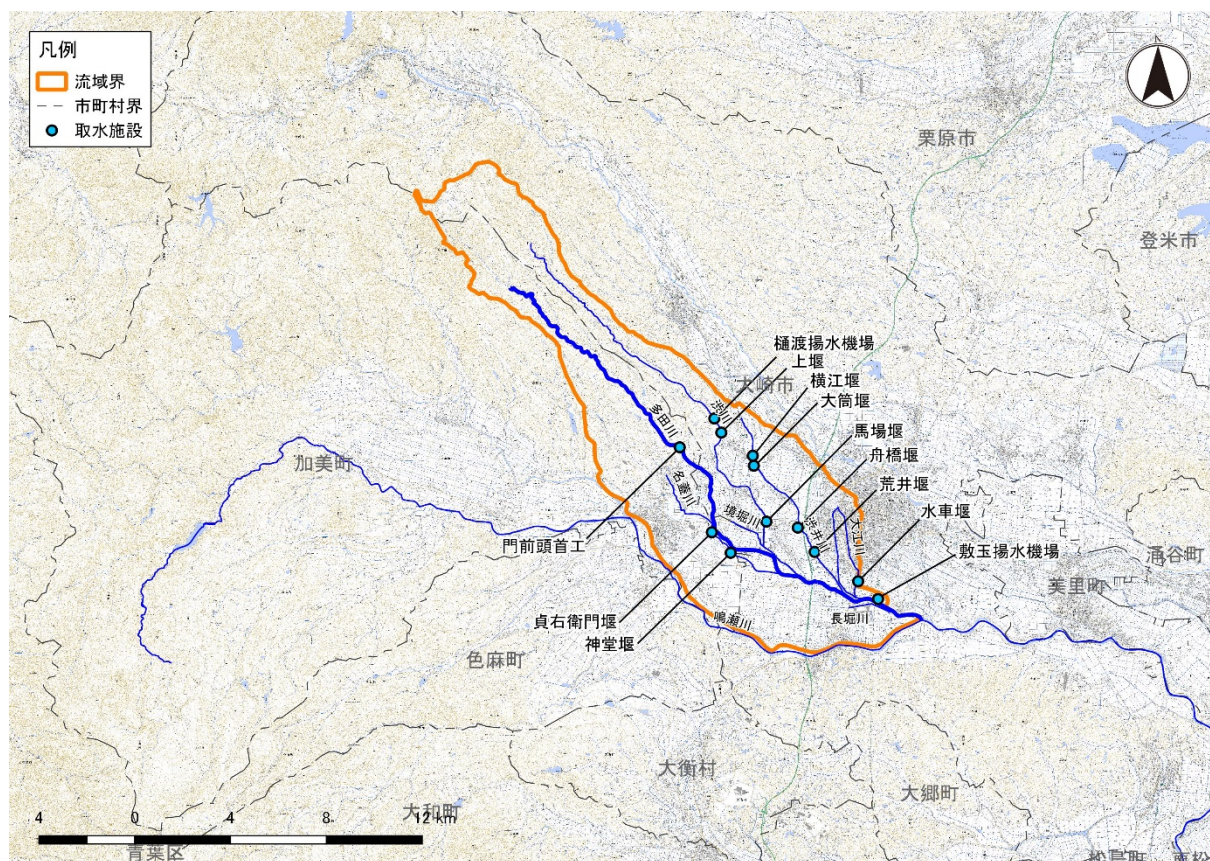 凡例
流域界
市町村界
取水施設
N
栗原市
登米市
樋渡揚水機場
上堰
大崎市
横江堰
大筒堰
渋川
多田川
馬場堰
舟橋堰
加美町
名蓋川
荒井堰
境堀川
渋井川
大江川
水車堰
門前頭首工
敷玉揚水機場
涌谷町
美里町
貞右衛門堰
鳴瀬川
長堀川
神堂堰
色麻町
大衡村
大郷町
大和町
4 0 4 8 12 km
青葉区
松島町